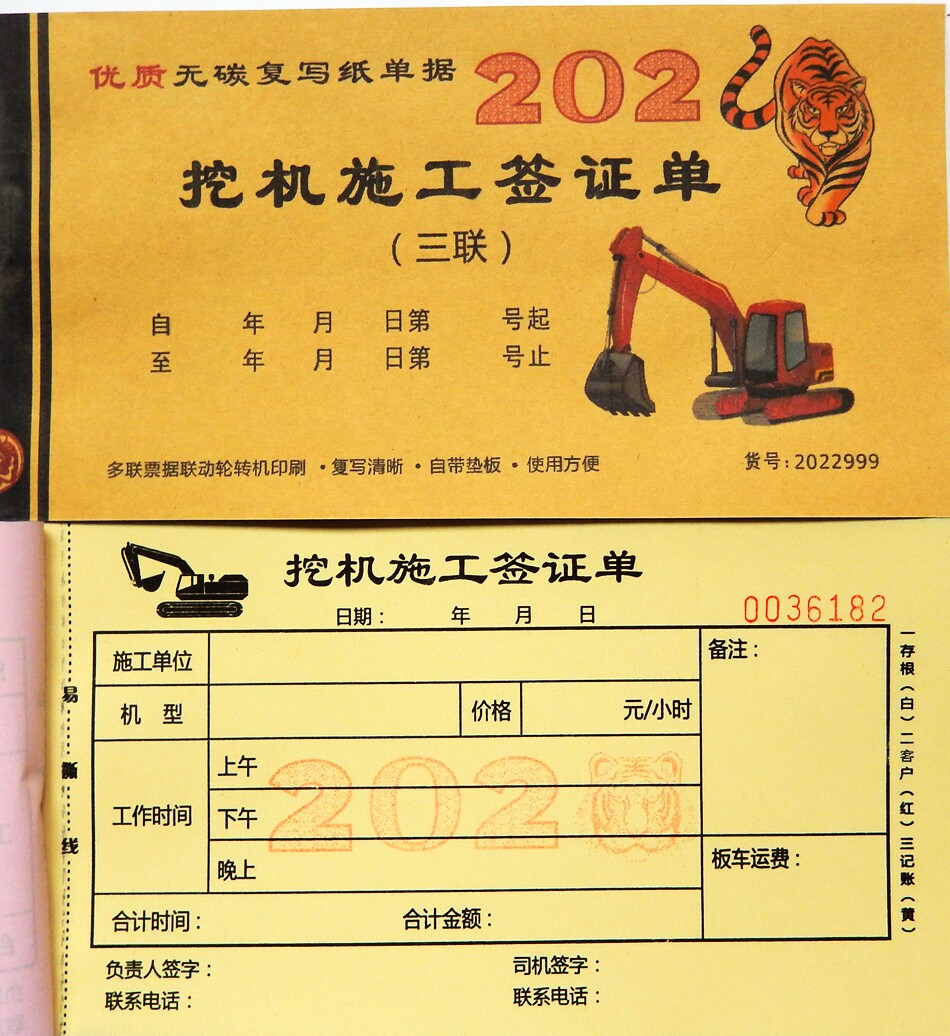 优质无碳复写纸单据 202
挖机施工签证单
（三联）
自 年 月 日第 号起
至 年 月 日第 号止
多联票据联动轮转机印刷 ·复写清晰 ·自带垫板 ·使用方便
货号:2022999
挖机施工签证单
日期： 年 月 日
0036182
施工单位
备注：
机 型
价格
元/小时
工作时间
上午
下午
晚上
202
板车运费：
合计时间：
合计金额：
负责人签字：
司机签字：
联系电话：
联系电话：
易撕线
一存根（白）二客户（红）三记账（黄）